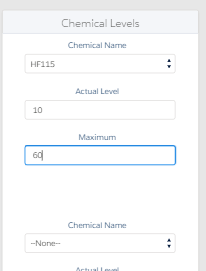 Chemical Levels
Chemical Name
HF115
Actual Level
10
Maximum
60
Chemical Name
--None--
Actual Level